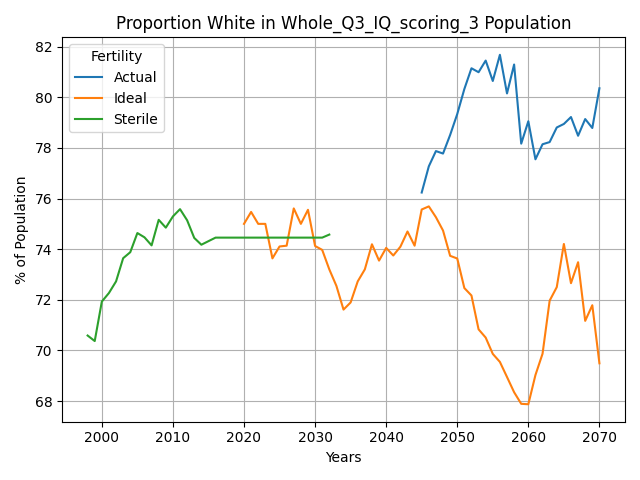 Proportion White in Whole_Q3_IQ_scoring_3 Population
Fertility
Actual
Ideal
Sterile
% of Population
82
80
78
76
74
72
70
68
2000
2010
2020
2030
2040
2050
2060
2070
Years